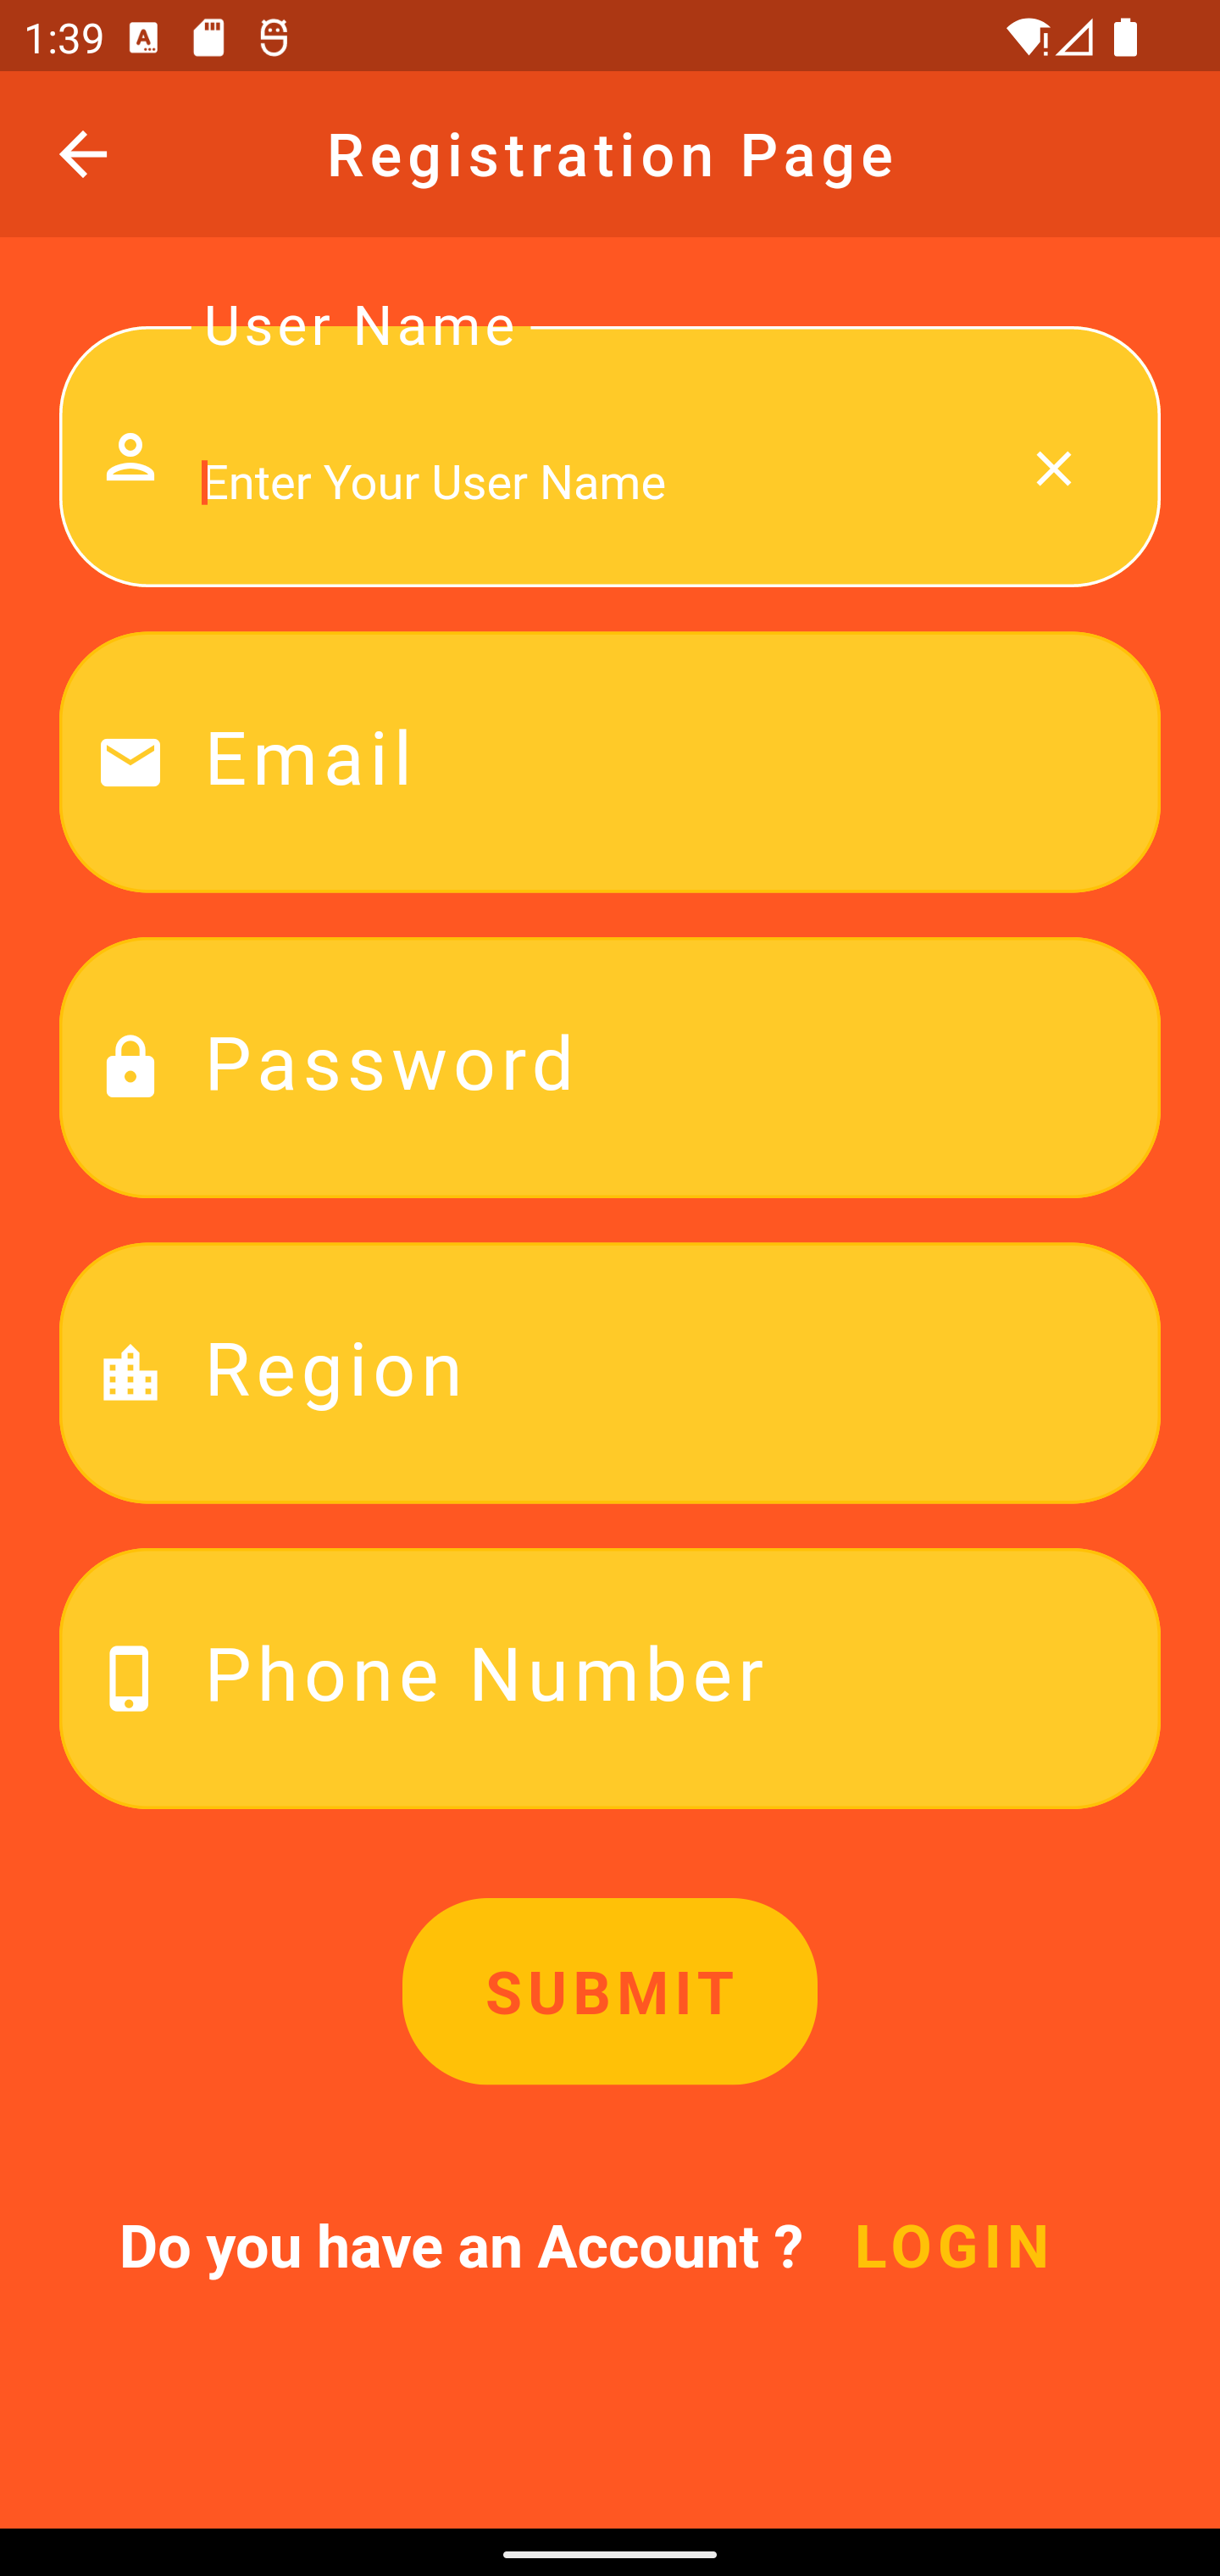 1:39
Registration Page
User Name
Enter Your User Name
Email
Password
Region
Phone Number
SUBMIT
Do you have an Account ? LOGIN